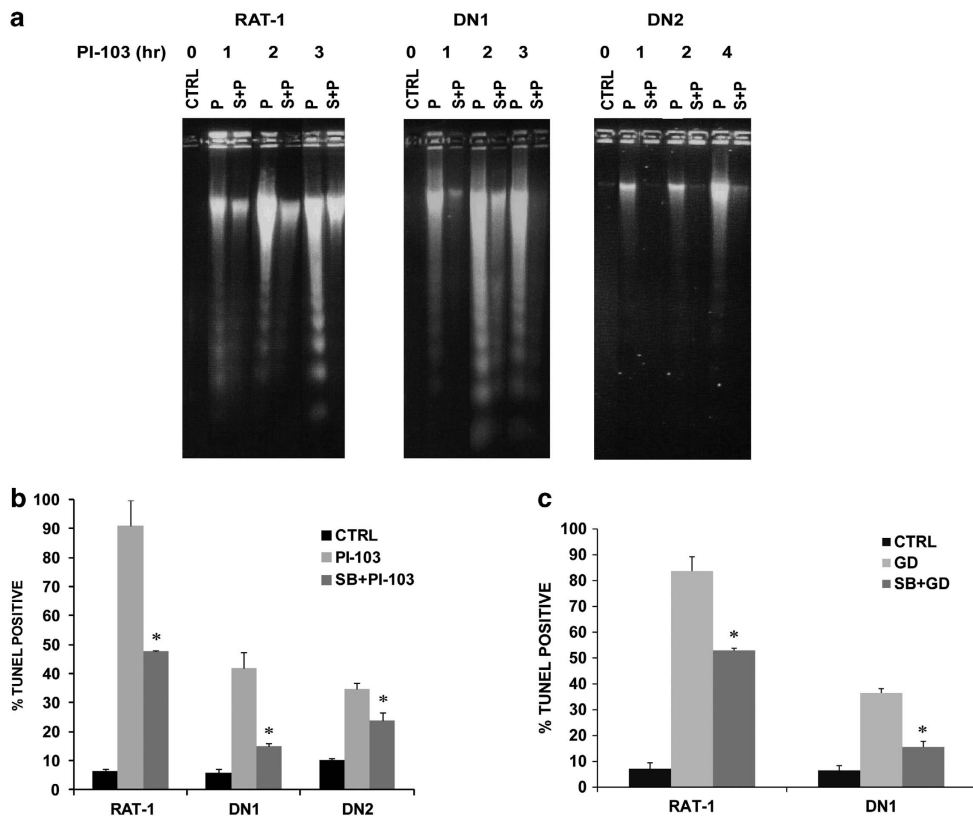 a
RAT-1 DN1 DN2
PI-103 (hr) 0 1 2 3 0 1 2 3 0 1 2 4
CTRL P S+P P S+P P S+P CTRL P S+P P S+P P S+P CTRL P S+P P S+P P S+P
b
% TUNEL POSITIVE
100
90
80
70
60
50
40
30
20
10
0
CTRL
PI-103
SB+PI-103
*
*
*
RAT-1 DN1 DN2
c
% TUNEL POSITIVE
100
90
80
70
60
50
40
30
20
10
0
CTRL
GD
SB+GD
*
*
RAT-1 DN1